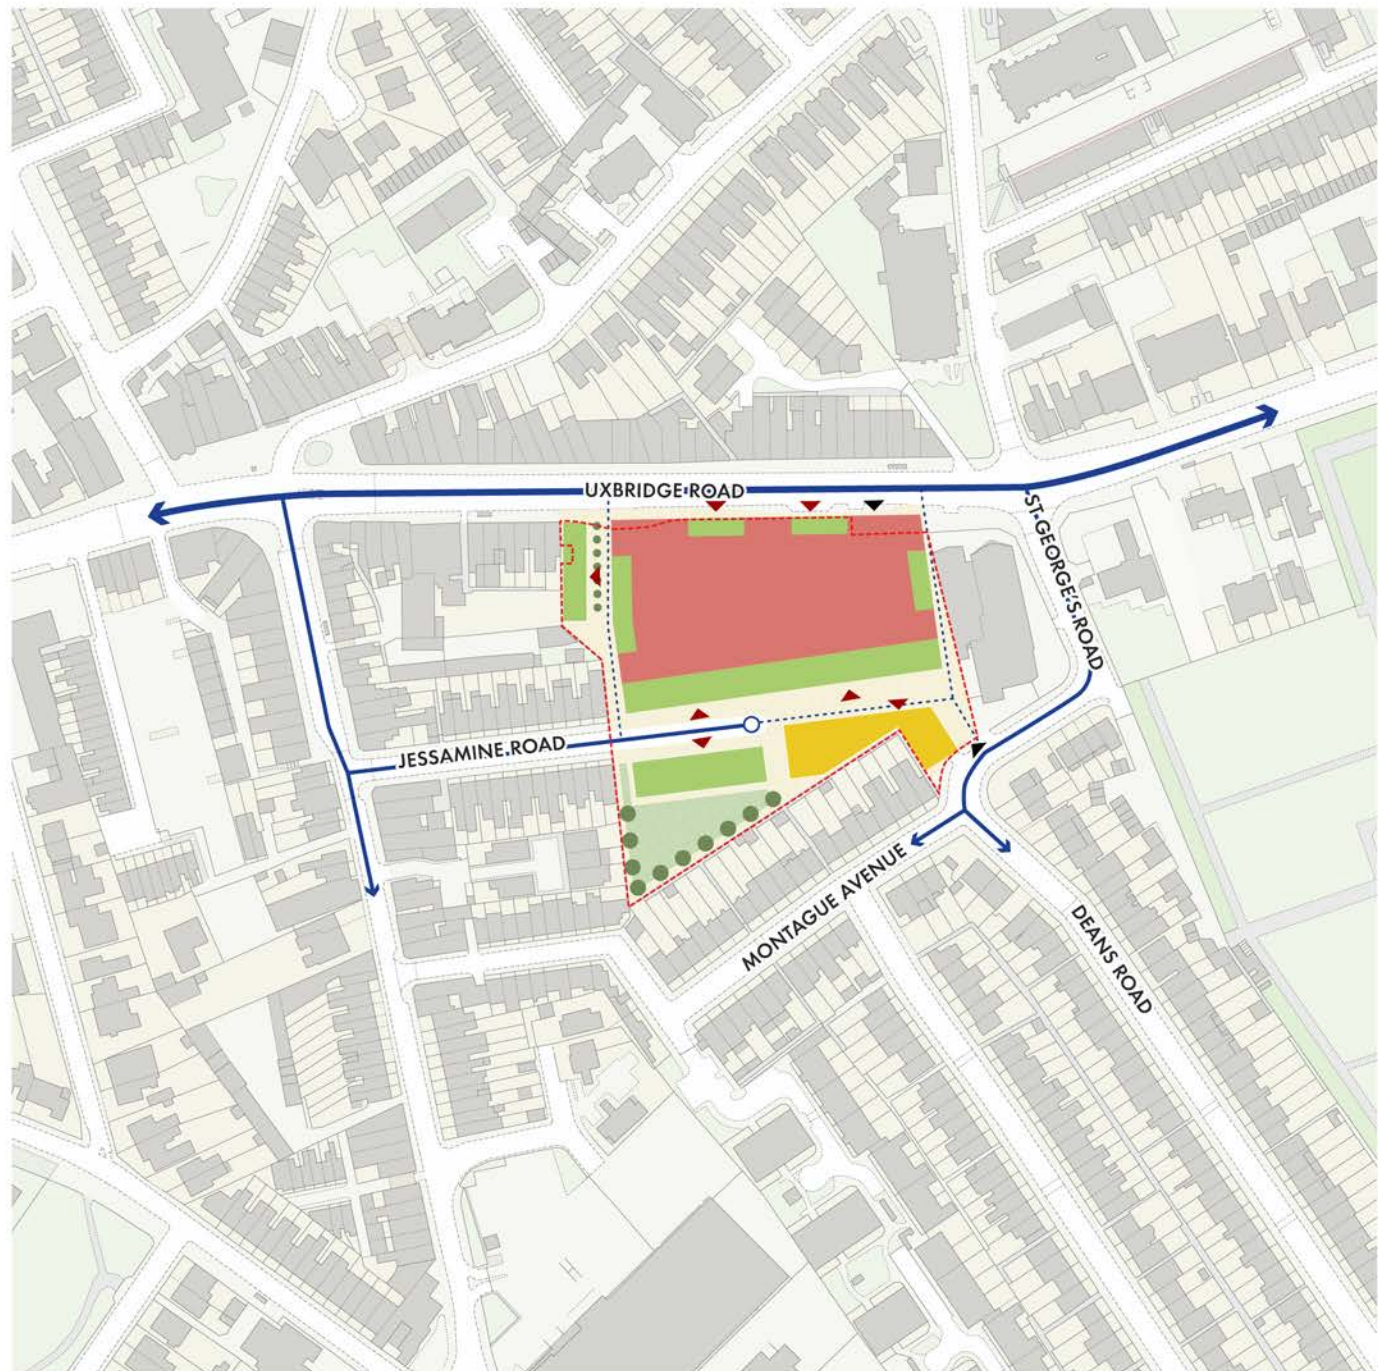 UXBRIDGE ROAD
ST GEORGE'S ROAD
JESSAMINE ROAD
MONTAGUE AVENUE
DEANS ROAD